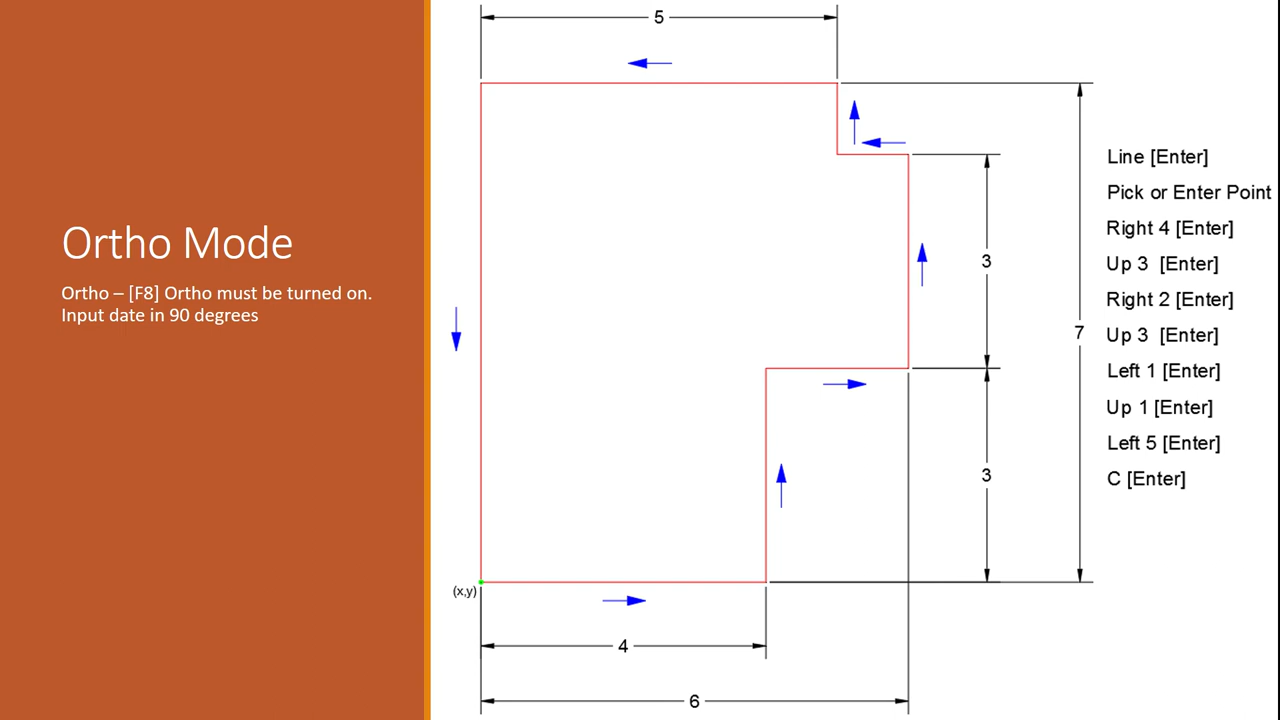 Ortho Mode
Ortho – [F8] Ortho must be turned on.
Input date in 90 degrees
5
3
7
3
(x,y)
4
6
Line [Enter]
Pick or Enter Point
Right 4 [Enter]
Up 3 [Enter]
Right 2 [Enter]
Up 3 [Enter]
Left 1 [Enter]
Up 1 [Enter]
Left 5 [Enter]
C [Enter]